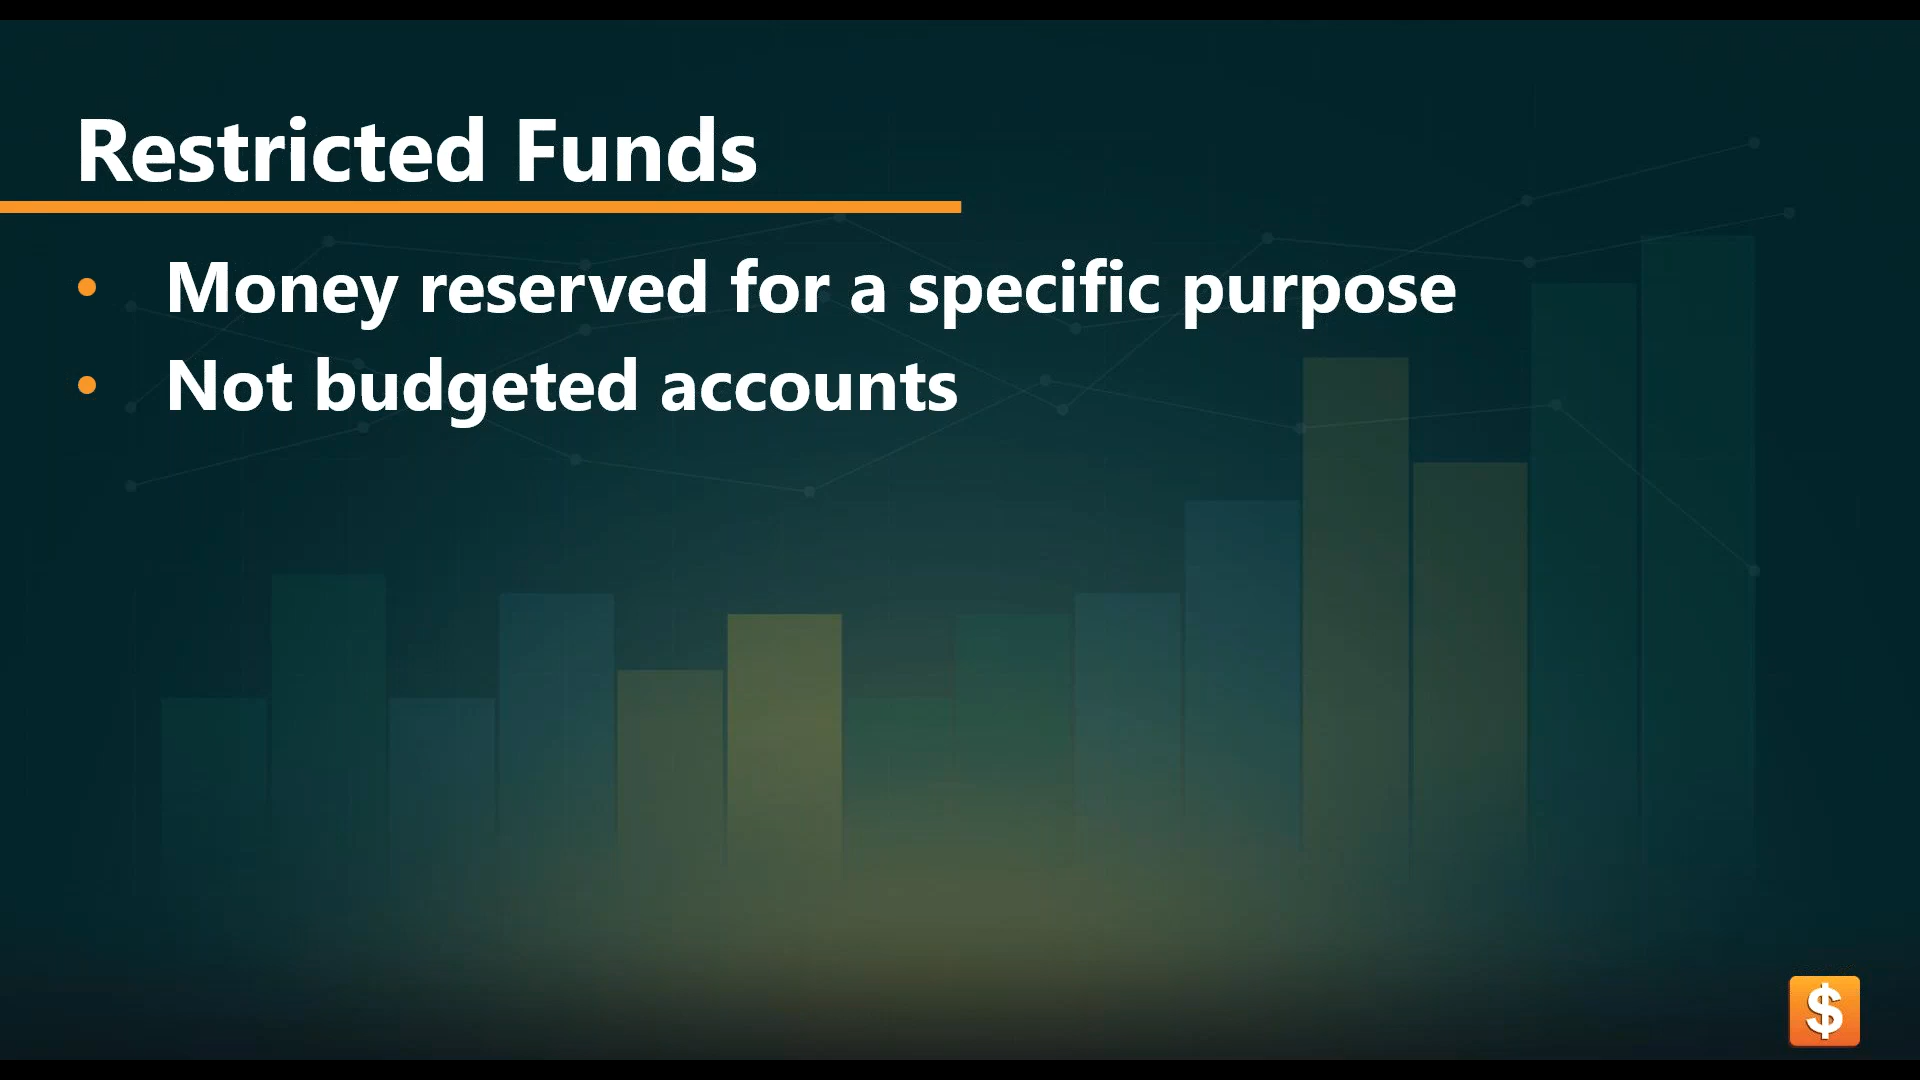 Restricted Funds
• Money reserved for a specific purpose
• Not budgeted accounts
$